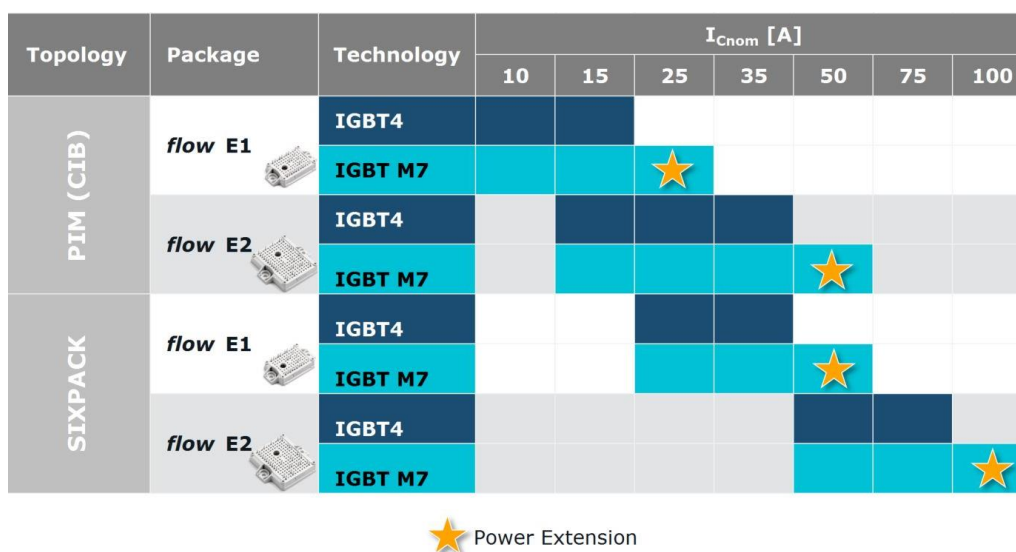 Topology Package Technology I_Cnom [A]
10 15 25 35 50 75 100
PIM (CIB)
flow E1
IGBT4
IGBT M7
flow E2
IGBT4
IGBT M7
SIXPACK
flow E1
IGBT4
IGBT M7
flow E2
IGBT4
IGBT M7
Power Extension